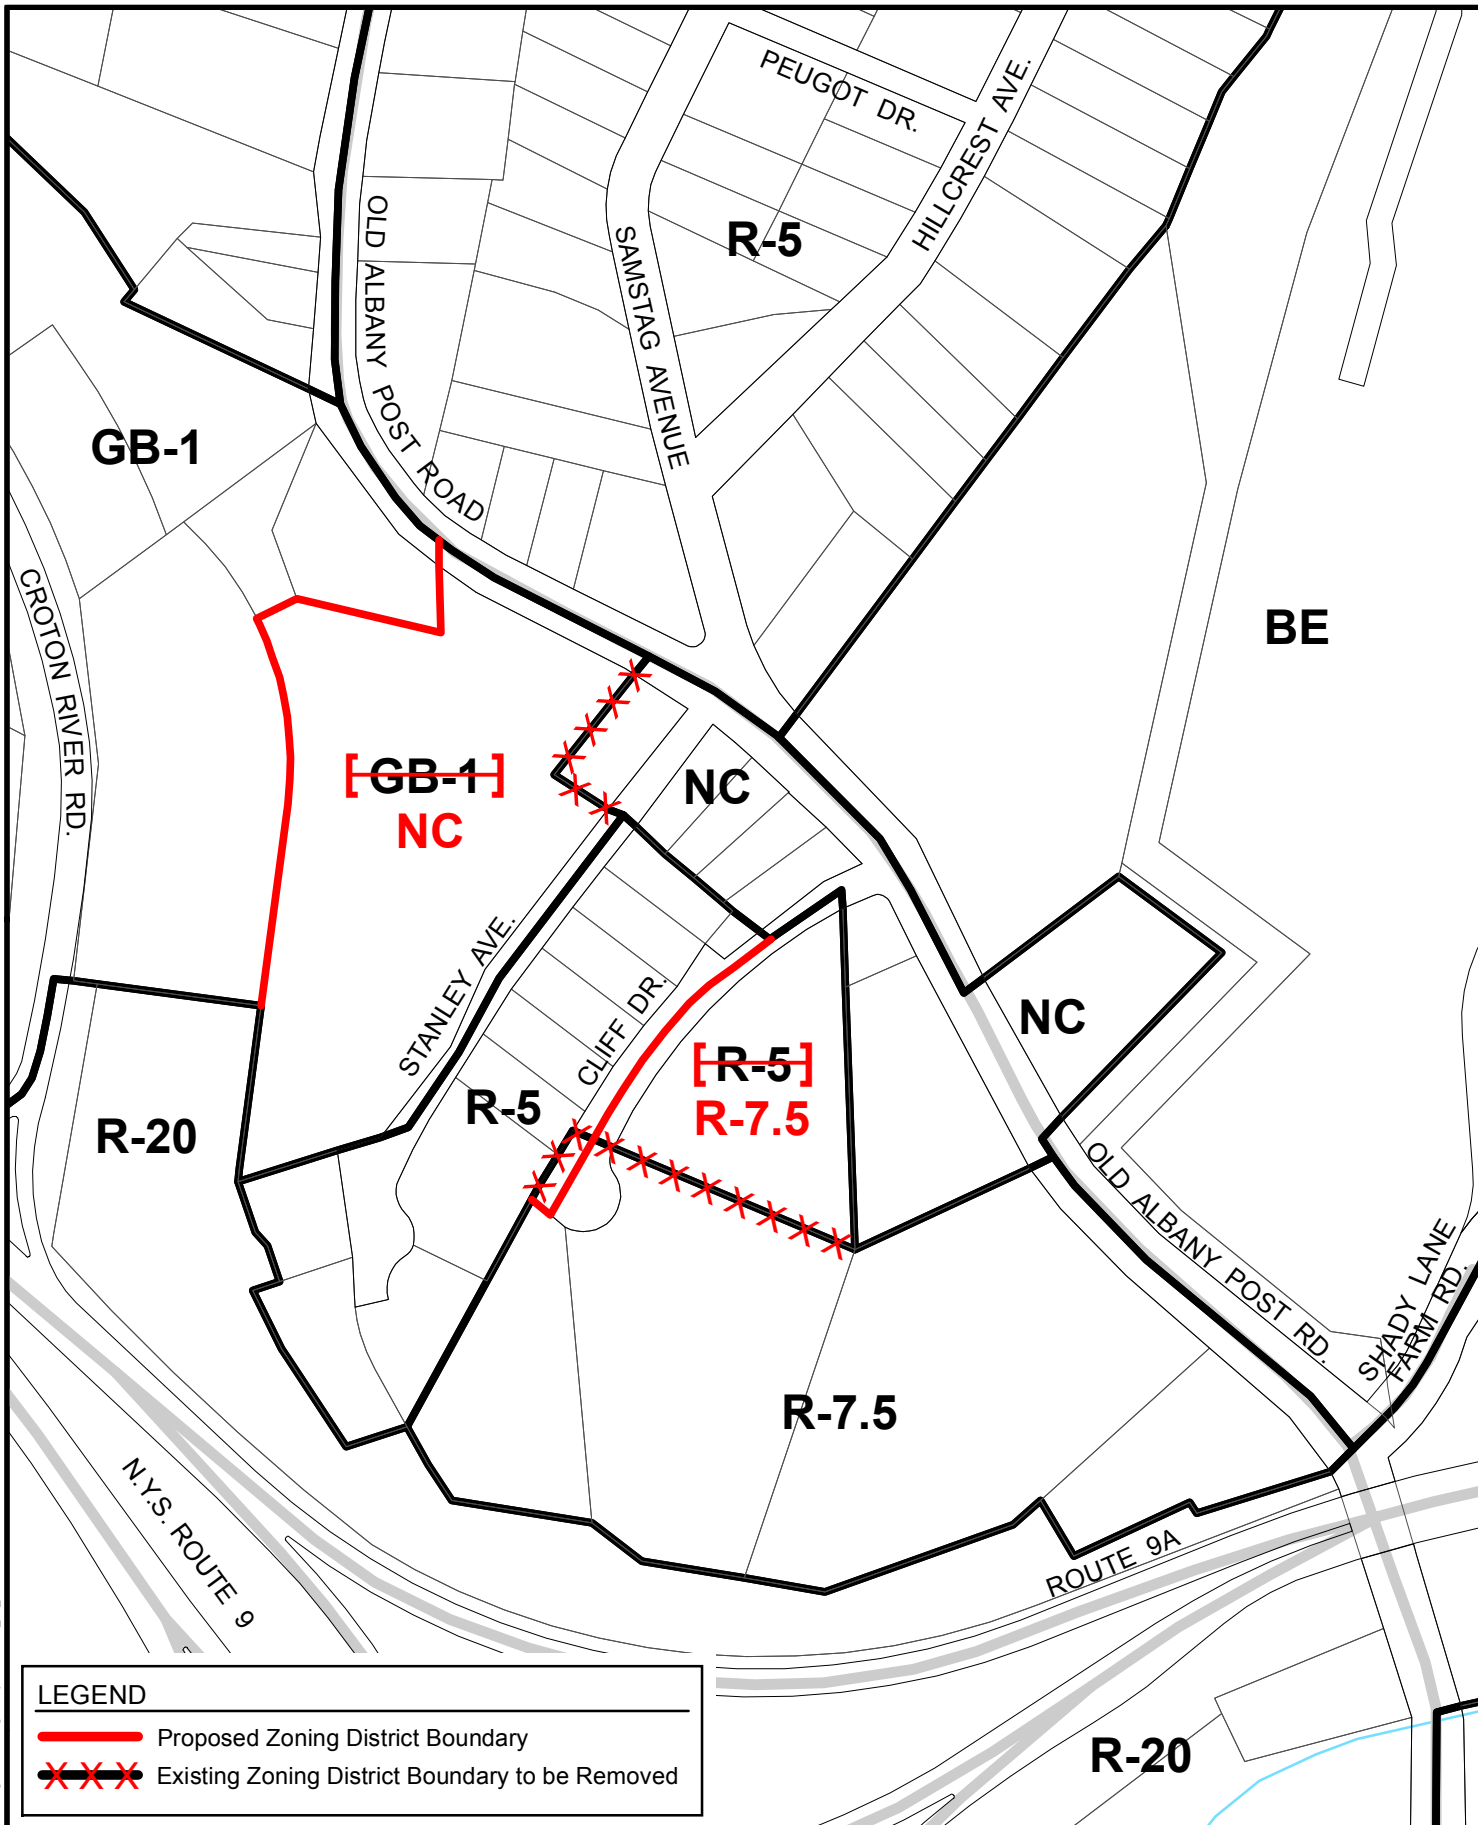 PEUGOT DR.
HILLCREST AVE.
OLD ALBANY POST ROAD
SAMSTAG AVENUE
R-5
GB-1
CROTON RIVER RD.
BE
[GB-1]
NC
NC
STANLEY AVE.
CLIFF DR.
NC
[R-5]
R-7.5
R-5
R-20
OLD ALBANY POST RD.
SHADY LANE
FARM RD.
R-7.5
N.Y.S. ROUTE 9
ROUTE 9A
R-20
LEGEND
Proposed Zoning District Boundary
Existing Zoning District Boundary to be Removed